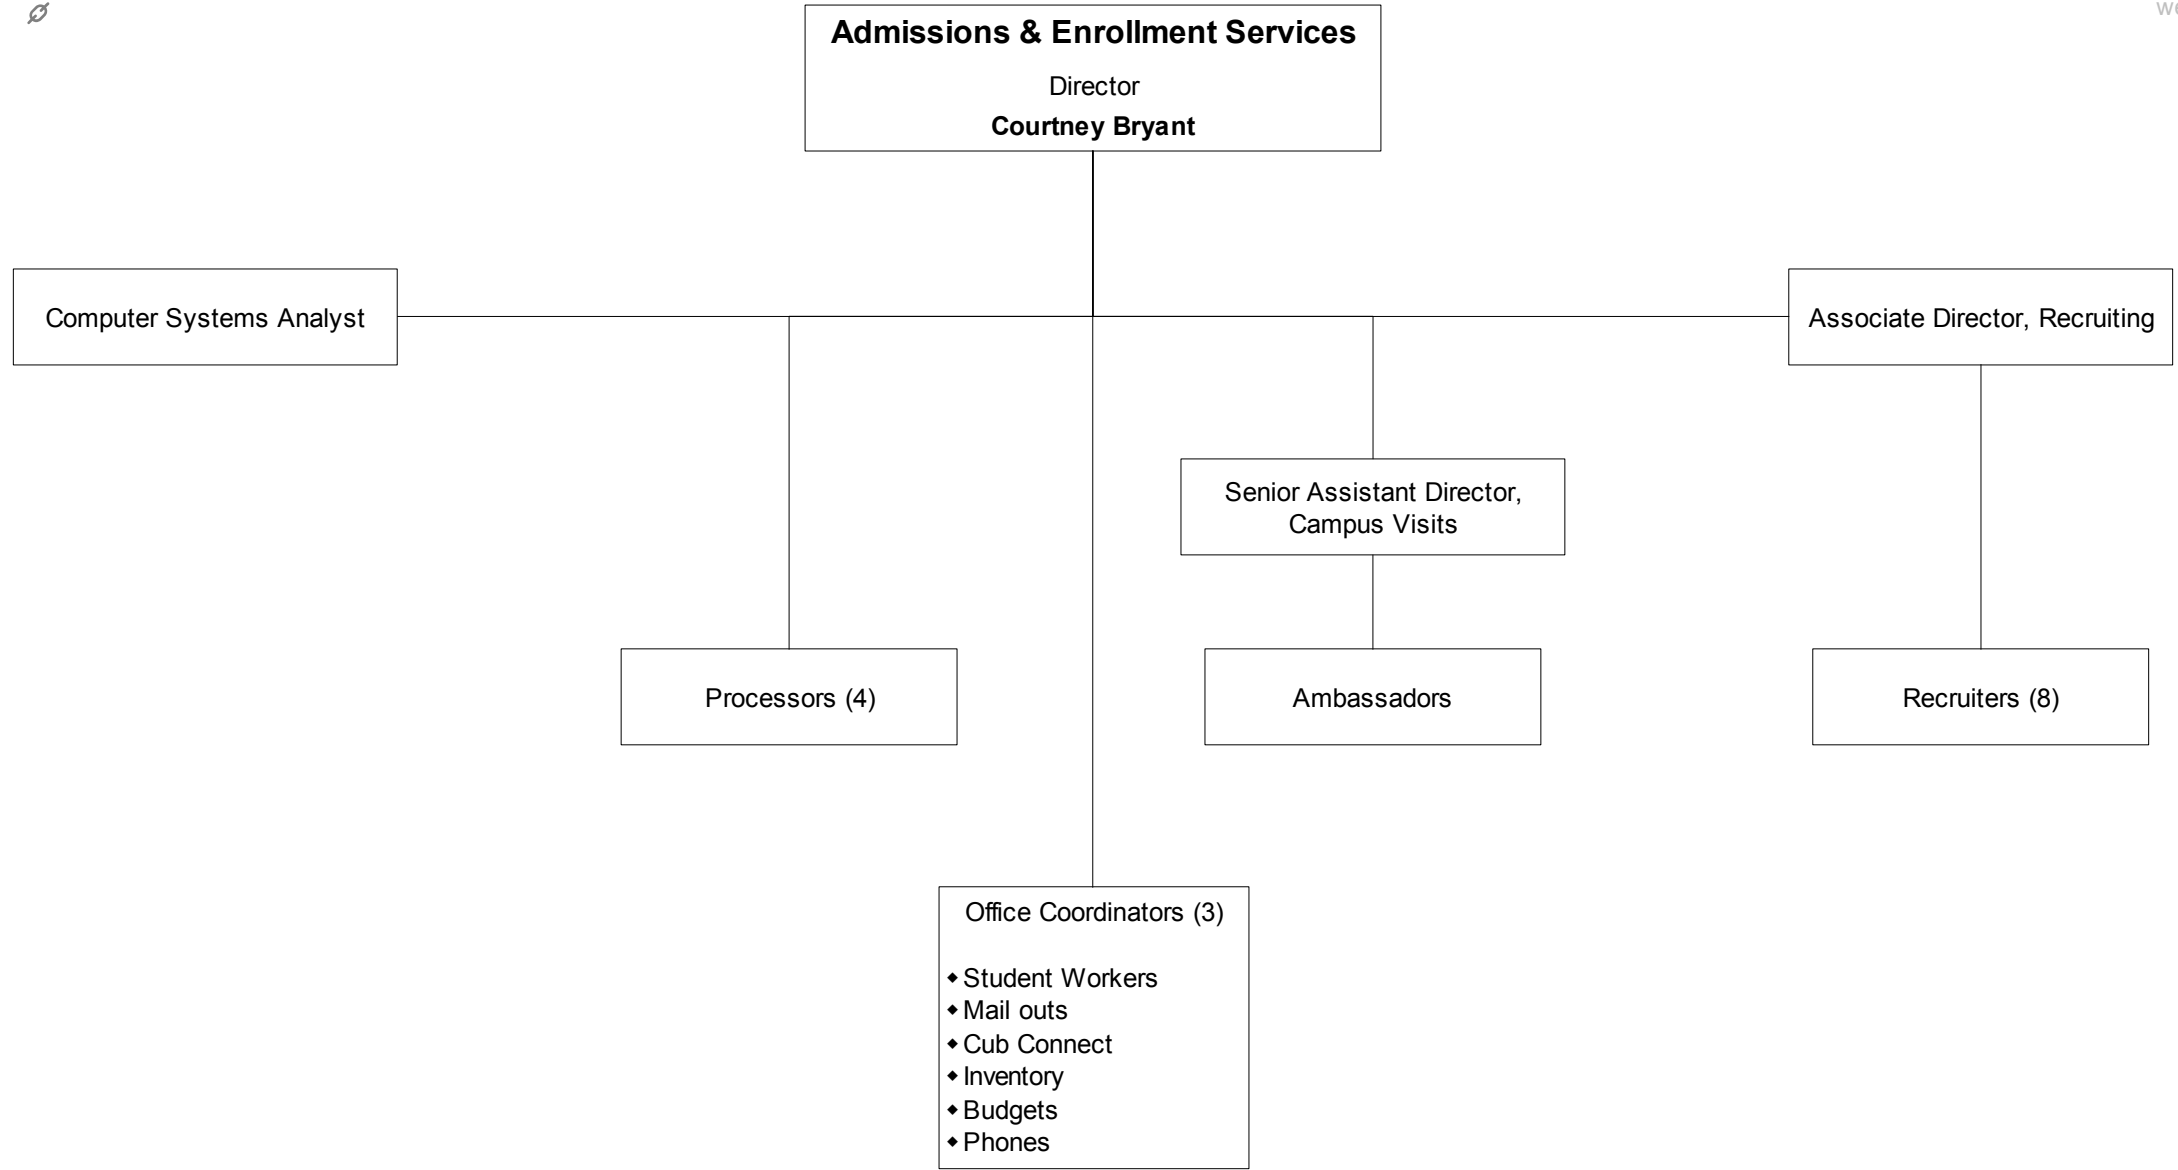 Admissions & Enrollment Services
Director
Courtney Bryant
Computer Systems Analyst
Associate Director, Recruiting
Senior Assistant Director,
Campus Visits
Processors (4)
Ambassadors
Recruiters (8)
Office Coordinators (3)
Student Workers
Mail outs
Cub Connect
Inventory
Budgets
Phones